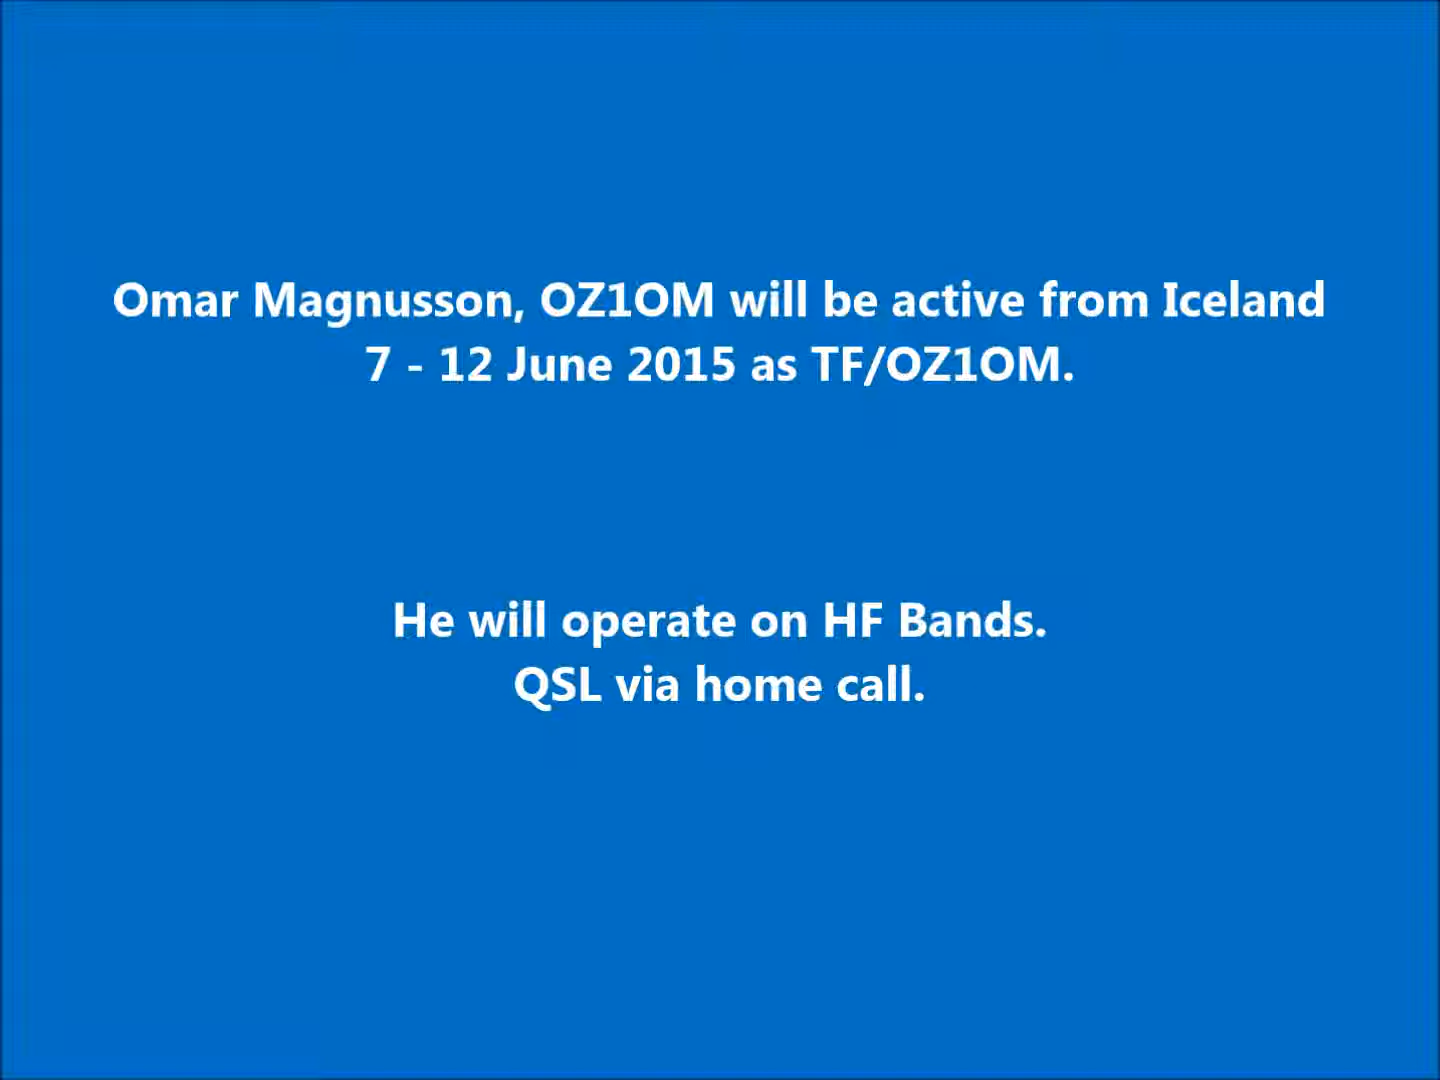 Omar Magnusson, OZ1OM will be active from Iceland
7 - 12 June 2015 as TF/OZ1OM.
He will operate on HF Bands.
QSL via home call.